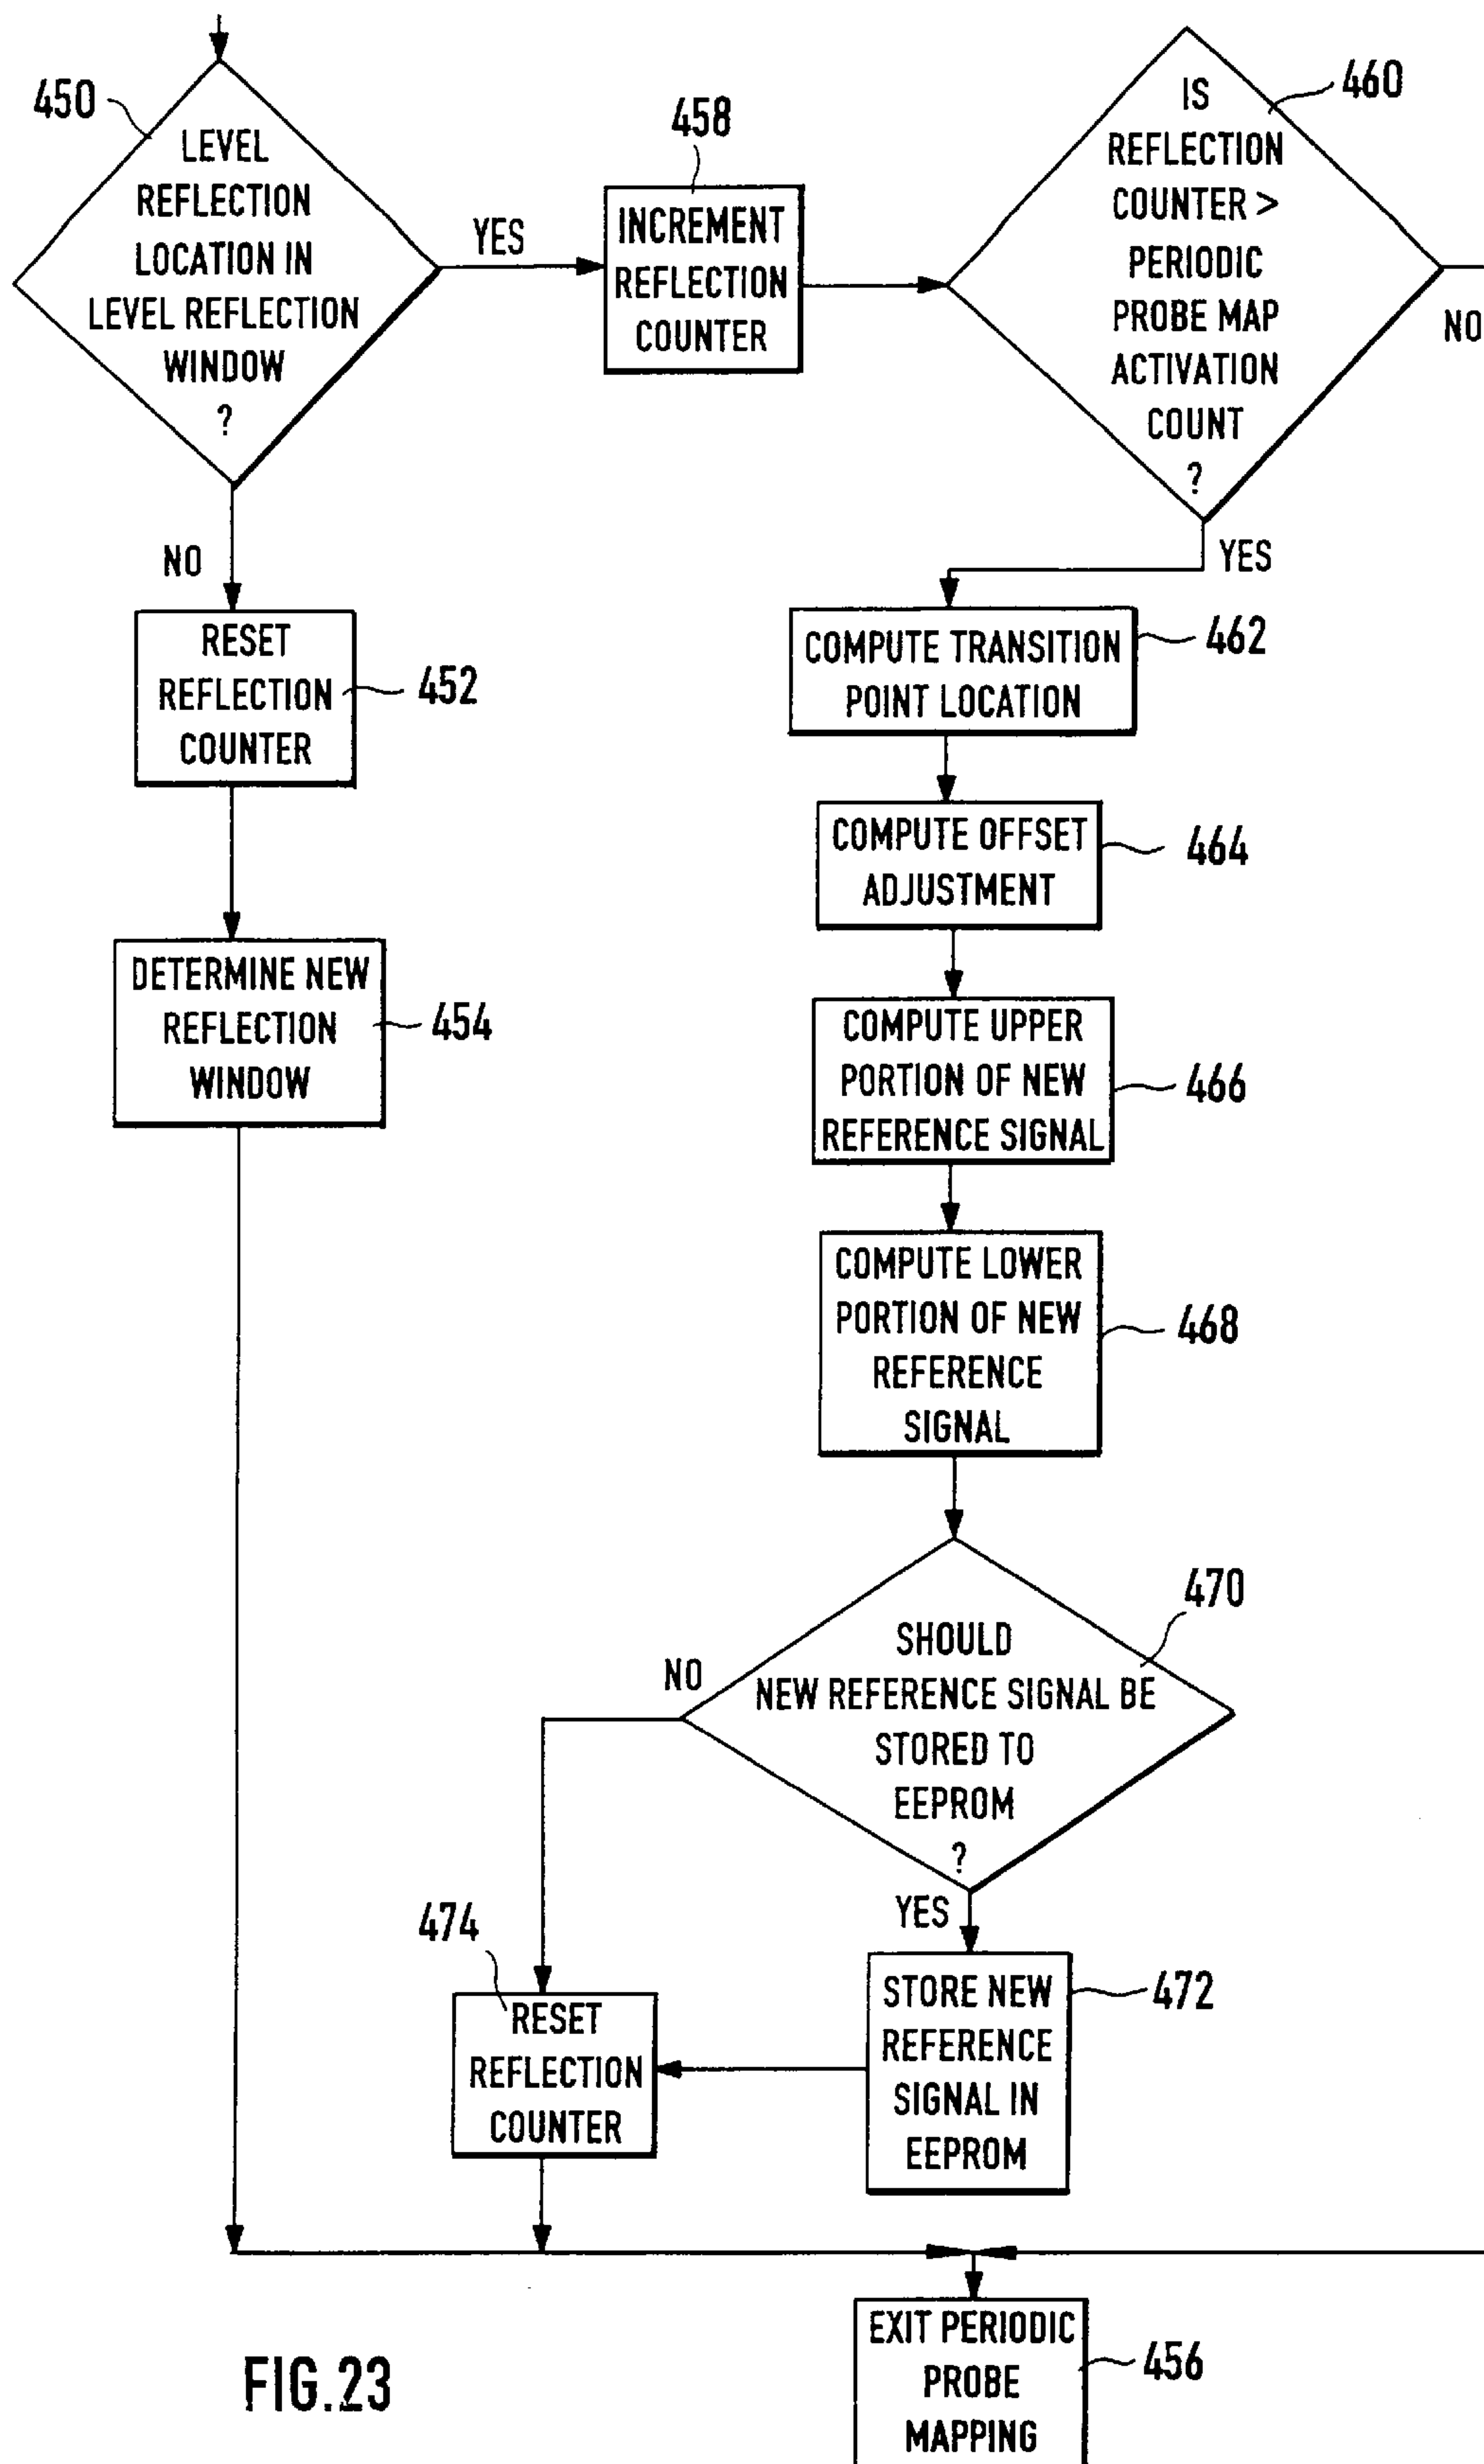 450
LEVEL
REFLECTION
LOCATION IN
LEVEL REFLECTION
WINDOW
?
YES
458
INCREMENT
REFLECTION
COUNTER
460
IS
REFLECTION
COUNTER >
PERIODIC
PROBE MAP
ACTIVATION
COUNT
?
NO
YES
NO
RESET
REFLECTION
COUNTER
452
DETERMINE NEW
REFLECTION
WINDOW
454
COMPUTE TRANSITION
POINT LOCATION
462
COMPUTE OFFSET
ADJUSTMENT
464
COMPUTE UPPER
PORTION OF NEW
REFERENCE SIGNAL
466
COMPUTE LOWER
PORTION OF NEW
REFERENCE
SIGNAL
468
470
SHOULD
NEW REFERENCE SIGNAL BE
STORED TO
EEPROM
?
NO
YES
474
RESET
REFLECTION
COUNTER
STORE NEW
REFERENCE
SIGNAL IN
EEPROM
472
EXIT PERIODIC
PROBE
MAPPING
456
FIG.23